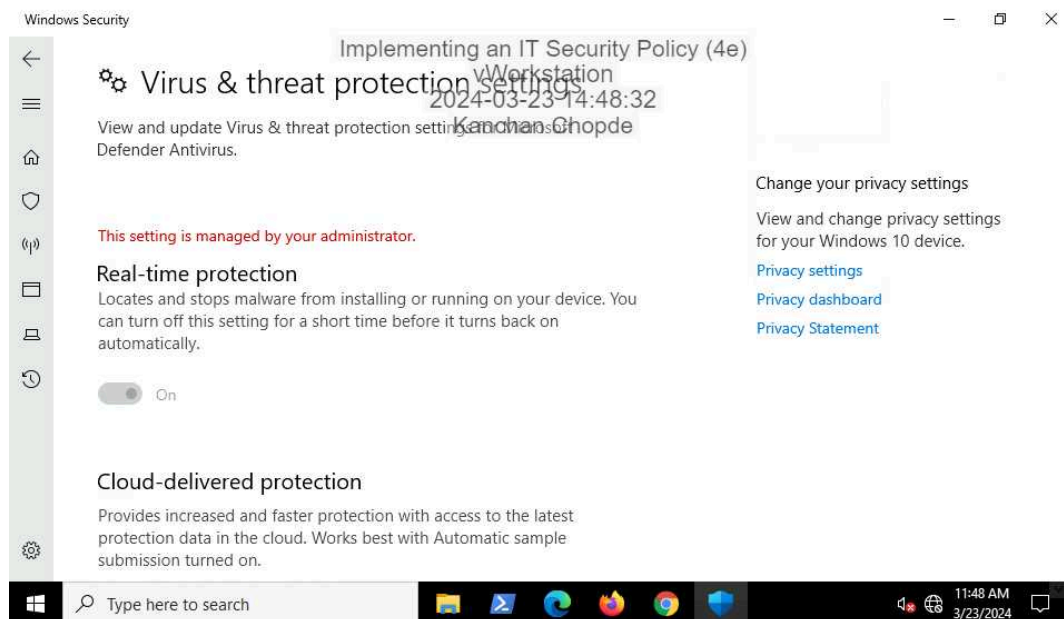 Windows Security
Implementing an IT Security Policy (4e)
vWorkstation
2024-03-23 14:48:32
Kanchan Chopde
Virus & threat protection settings
View and update Virus & threat protection settings for Microsoft
Defender Antivirus.
This setting is managed by your administrator.
Real-time protection
Locates and stops malware from installing or running on your device. You
can turn off this setting for a short time before it turns back on
automatically.
On
Cloud-delivered protection
Provides increased and faster protection with access to the latest
protection data in the cloud. Works best with Automatic sample
submission turned on.
Change your privacy settings
View and change privacy settings
for your Windows 10 device.
Privacy settings
Privacy dashboard
Privacy Statement
Type here to search
11:48 AM
3/23/2024